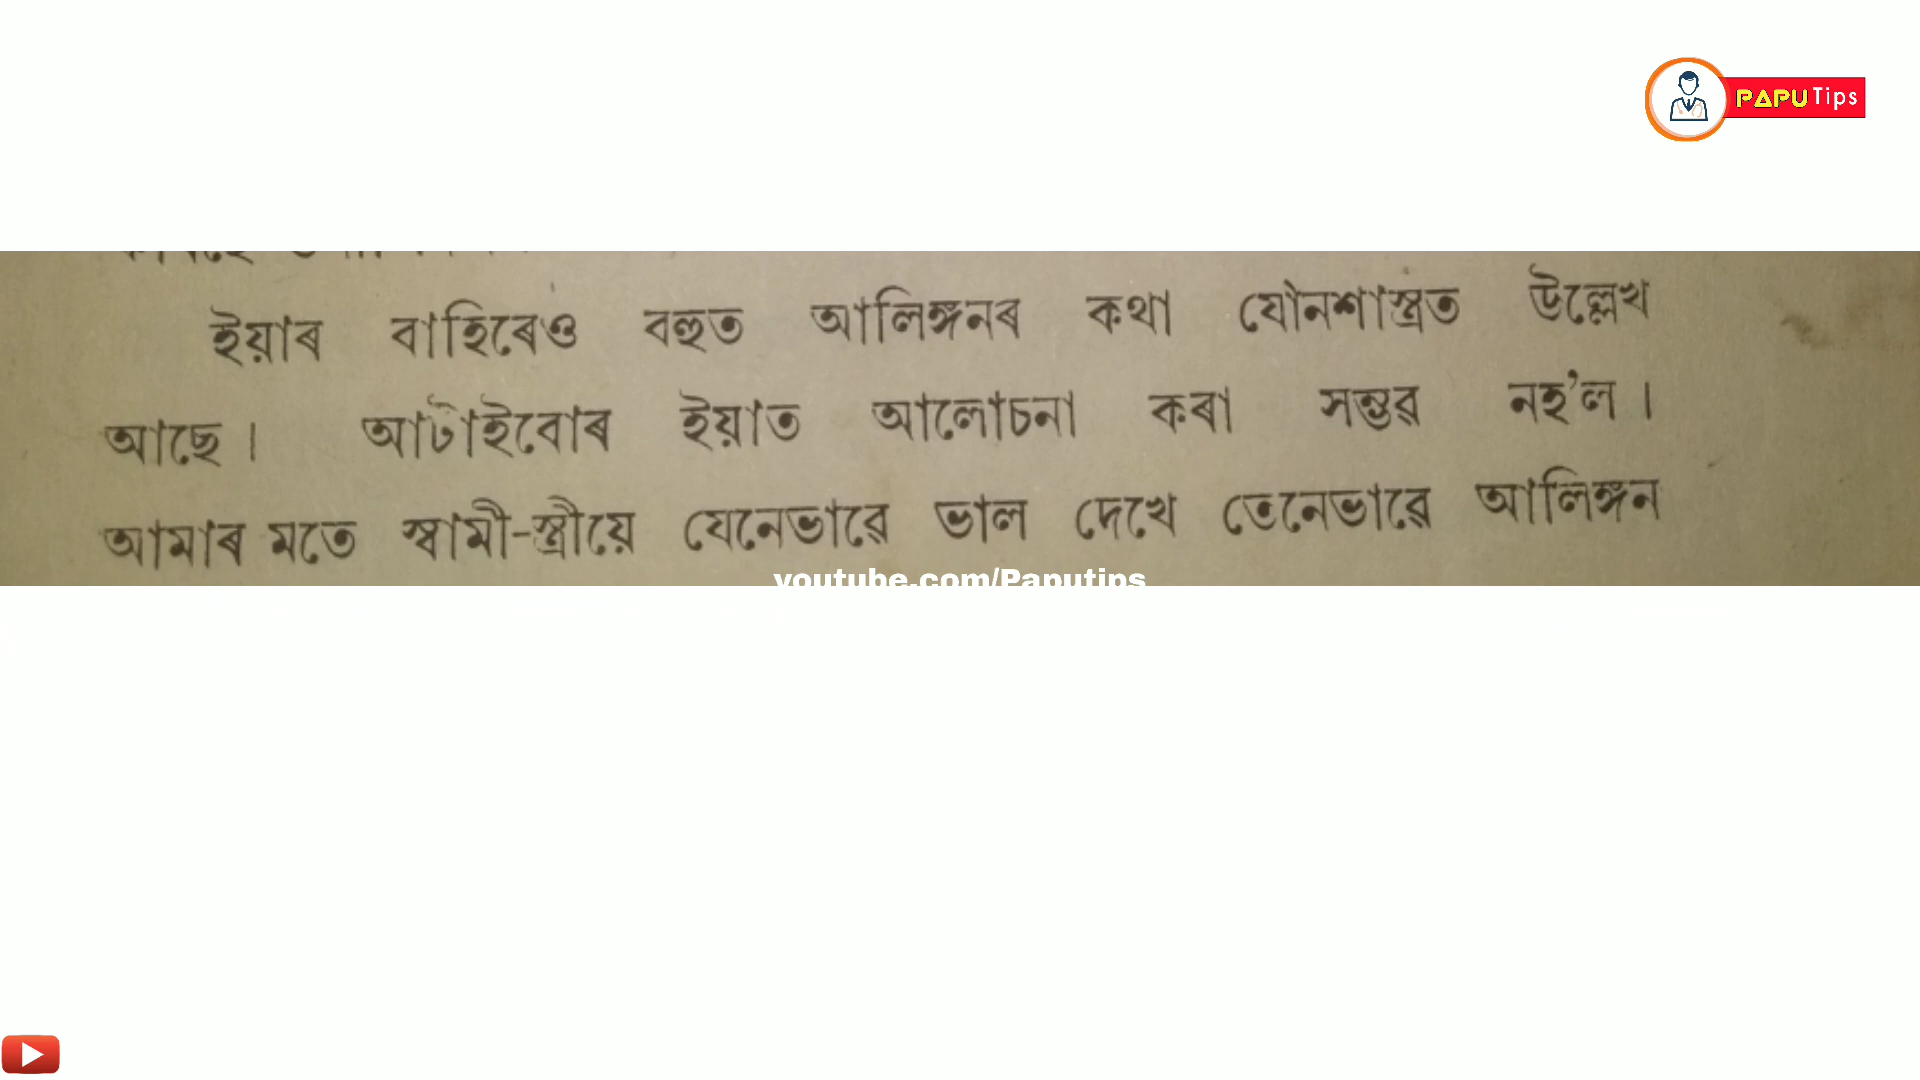 PAPU Tips
ইয়াৰ বাহিৰেও বহুত আলিঙ্গনৰ কথা যৌনশাস্ত্ৰত উল্লেখ
আছে। আটাইবোৰ ইয়াত আলোচনা কৰা সম্ভৱ নহ'ল।
আমাৰ মতে স্বামী-স্ত্ৰীয়ে যেনেভাৱে ভাল দেখে তেনেভাৱে আলিঙ্গন
youtube.com/Paputips